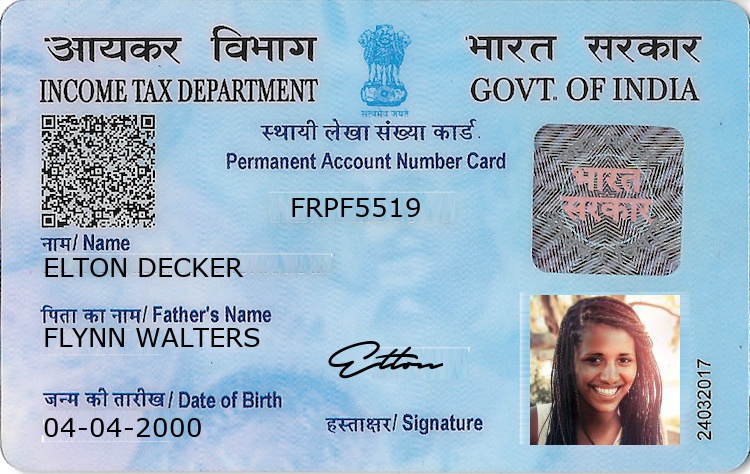 आयकर विभाग
INCOME TAX DEPARTMENT
सत्यमेव जयते
भारत सरकार
GOVT. OF INDIA
स्थायी लेखा संख्या कार्ड
Permanent Account Number Card
FRPF5519
भारत
सरकार
नाम/ Name
ELTON DECKER
पिता का नाम/ Father's Name
FLYNN WALTERS
Elton
जन्म की तारीख/ Date of Birth
04-04-2000
हस्ताक्षर/ Signature
24032017